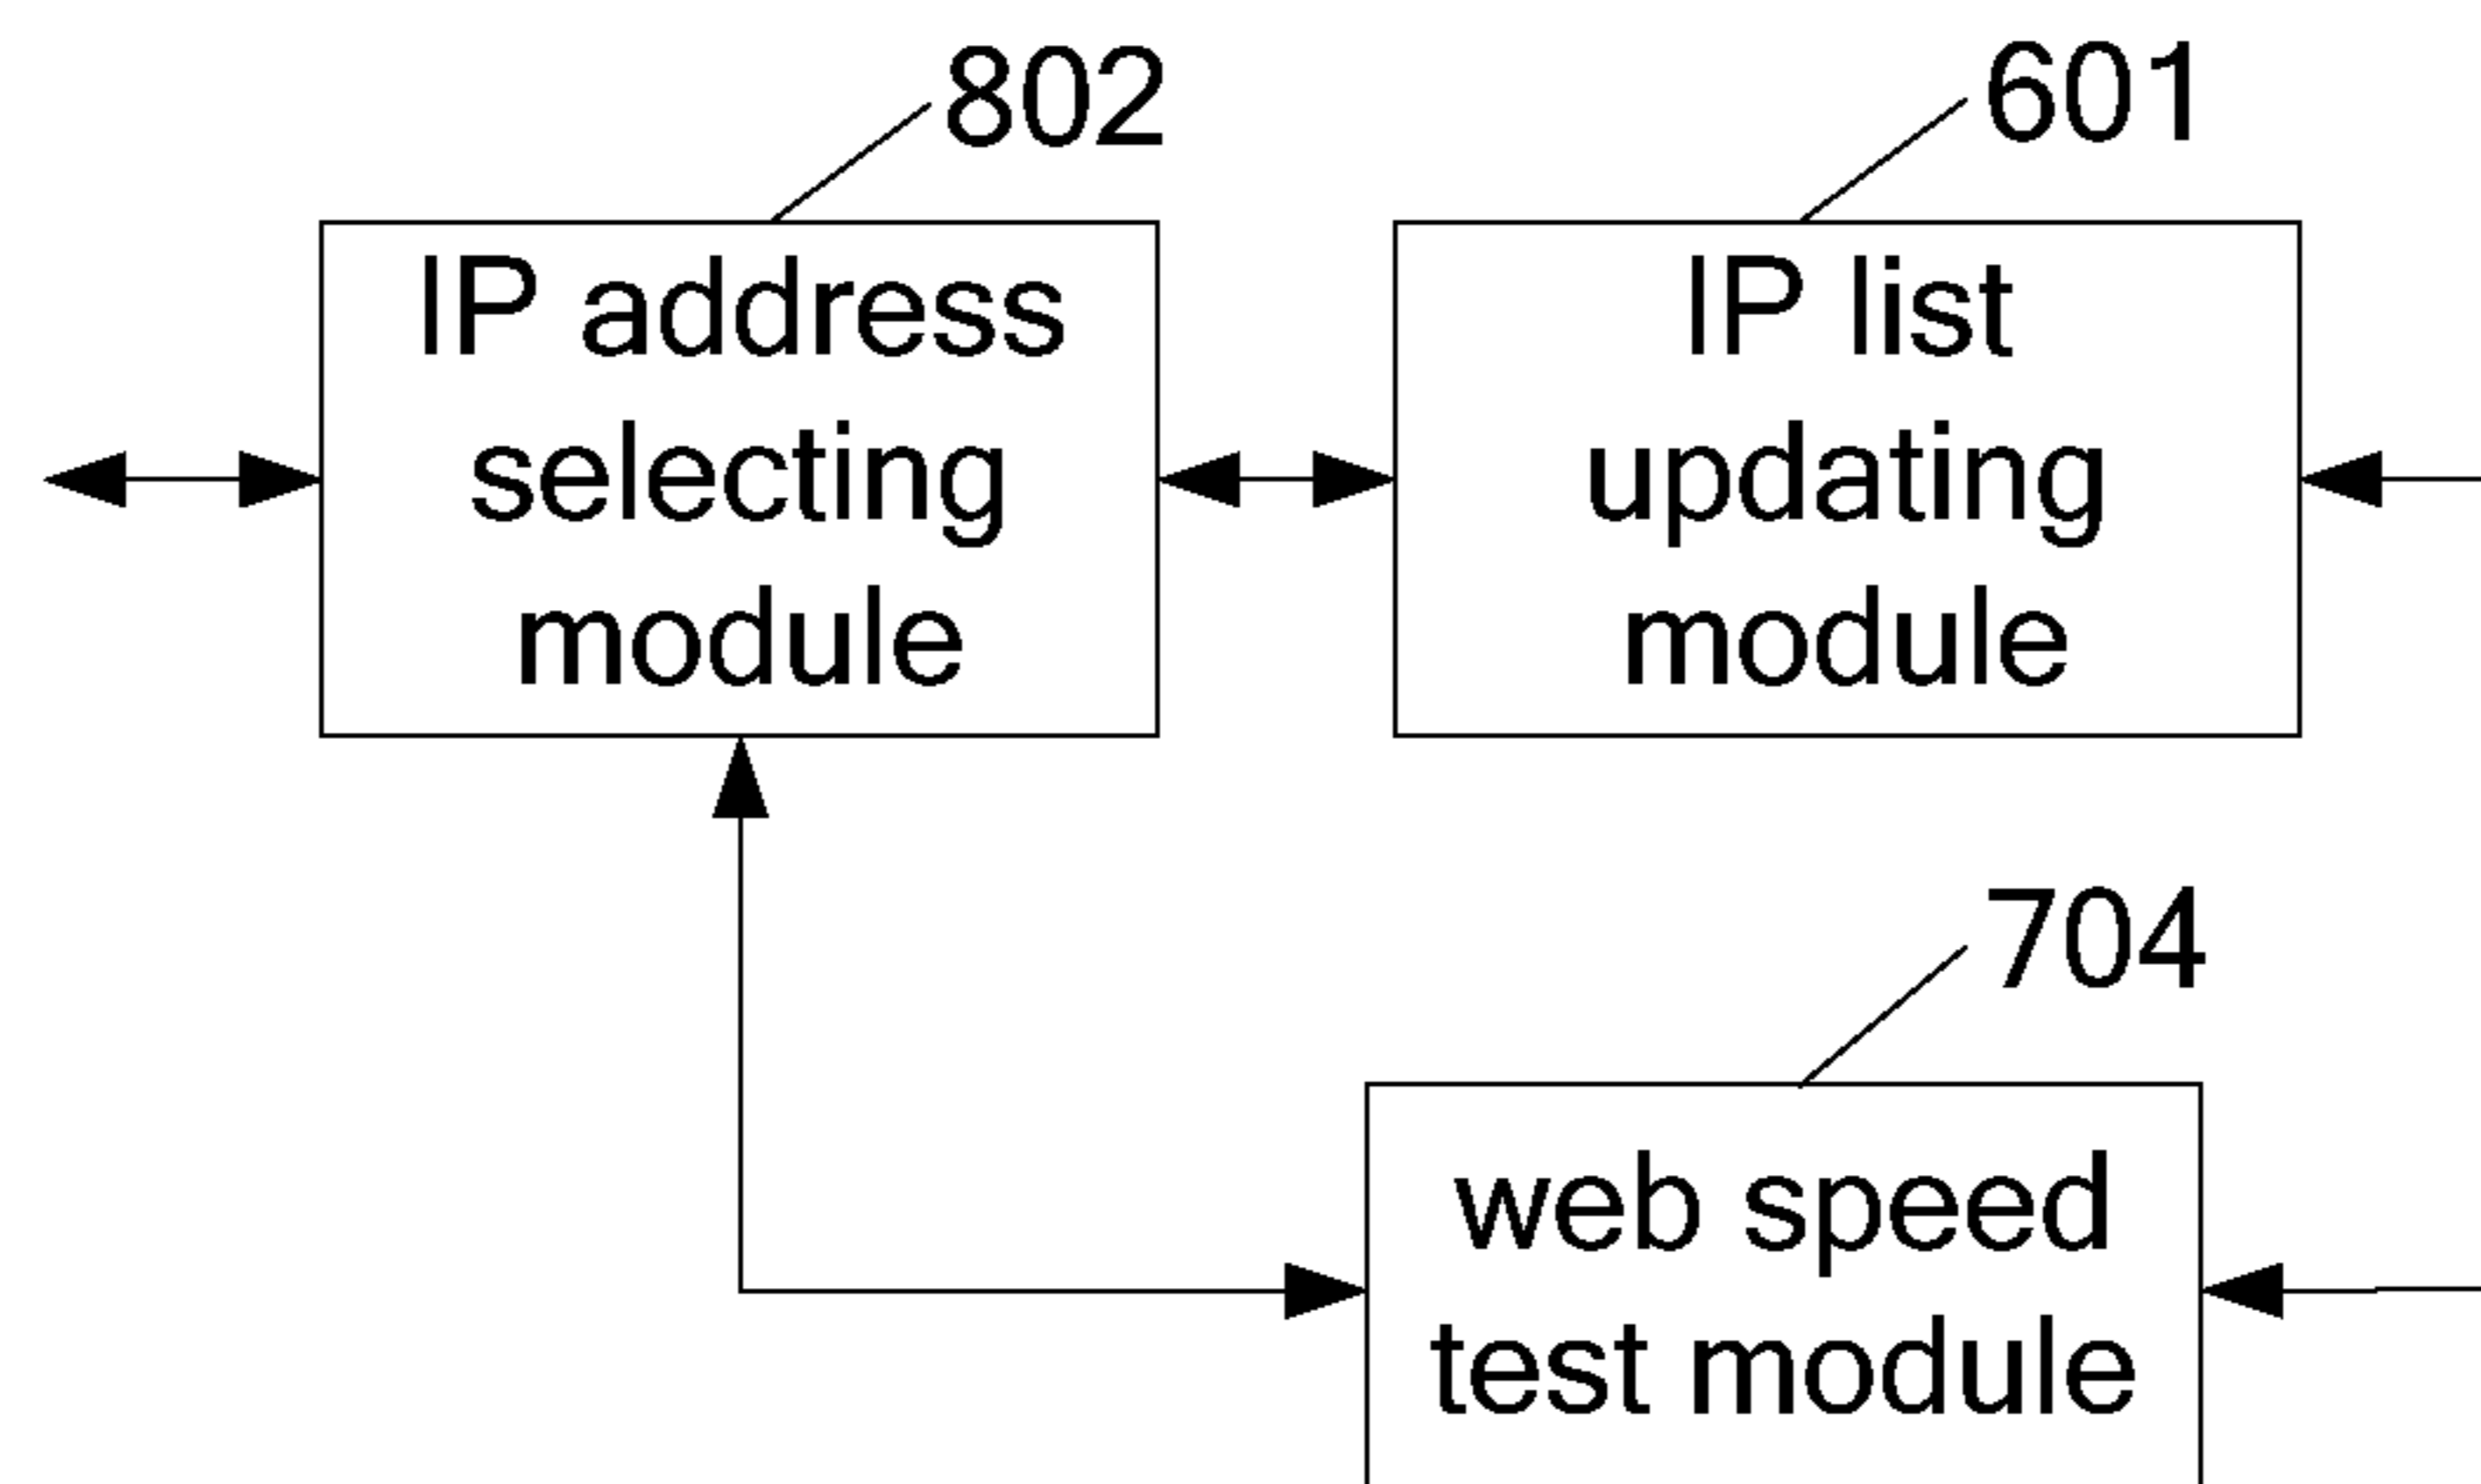 802
IP address
selecting
module
601
IP list
updating
module
704
web speed
test module